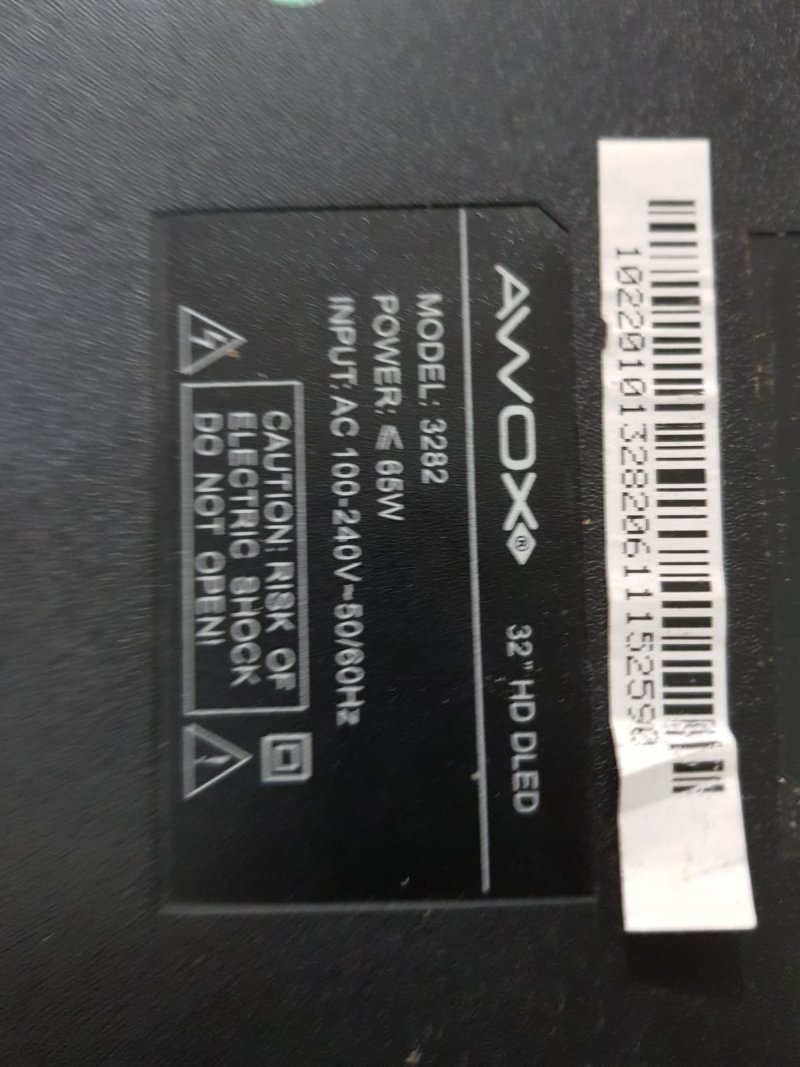 1022010132820611152590
AWOX®
32" HD DLED
MODEL: 3282
POWER: ≤ 65W
INPUT: AC 100-240V~50/60Hz
CAUTION: RISK OF
ELECTRIC SHOCK
DO NOT OPEN!